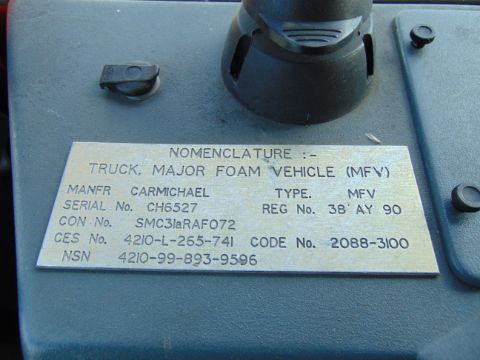 NOMENCLATURE :-
TRUCK, MAJOR FOAM VEHICLE (MFV)
MANFR CARMICHAEL TYPE. MFV
SERIAL No. CH6527 REG No. 38 AY 90
CON No. SMC31aRAFO72
CES No. 4210-L-265-741 CODE No. 2088-3100
NSN 4210-99-893-9596